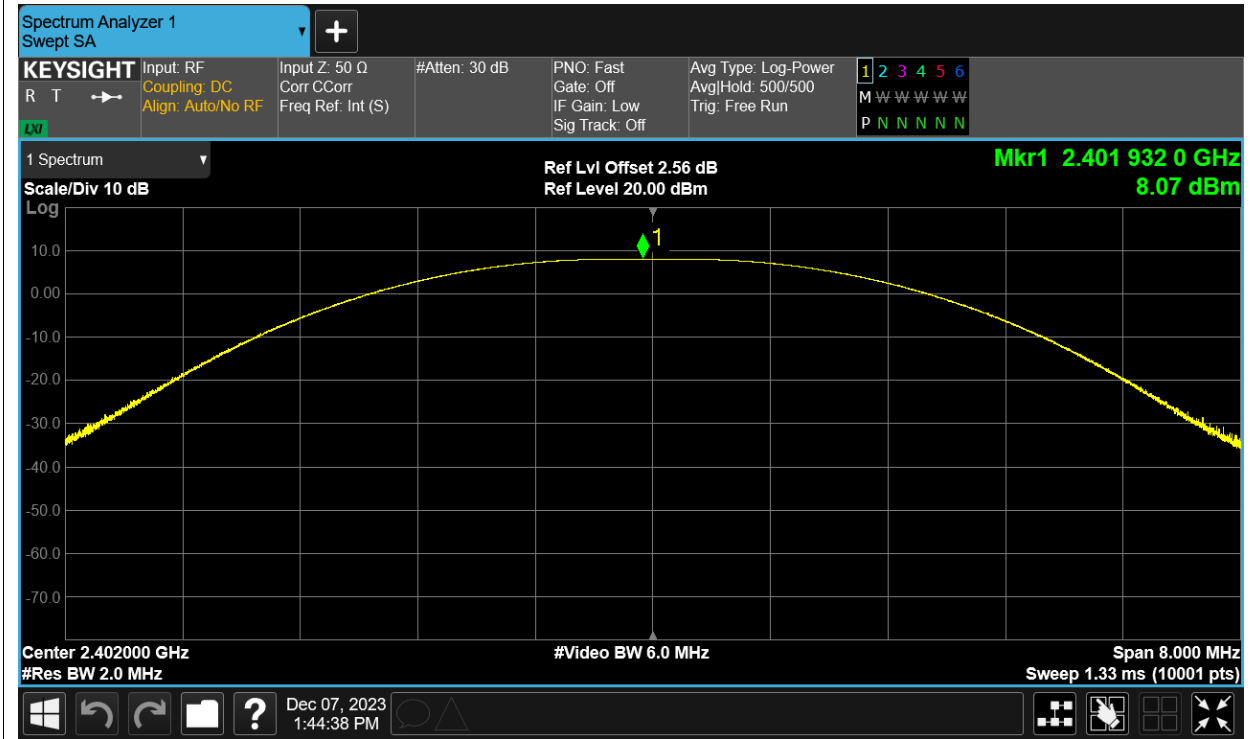 Spectrum Analyzer 1
Swept SA
+
KEYSIGHT
R T
LXI
Input: RF
Coupling: DC
Align: Auto/No RF
Input Z: 50 Ω
Corr CCorr
Freq Ref: Int (S)
#Atten: 30 dB
PNO: Fast
Gate: Off
IF Gain: Low
Sig Track: Off
Avg Type: Log-Power
Avg|Hold: 500/500
Trig: Free Run
1 2 3 4 5 6
M W W W W W
P N N N N N
1 Spectrum
Scale/Div 10 dB
Log
Ref Lvl Offset 2.56 dB
Ref Level 20.00 dBm
Mkr1 2.401 932 0 GHz
8.07 dBm
1
10.0
0.00
-10.0
-20.0
-30.0
-40.0
-50.0
-60.0
-70.0
Center 2.402000 GHz
#Res BW 2.0 MHz
#Video BW 6.0 MHz
Span 8.000 MHz
Sweep 1.33 ms (10001 pts)
?
Dec 07, 2023
1:44:38 PM